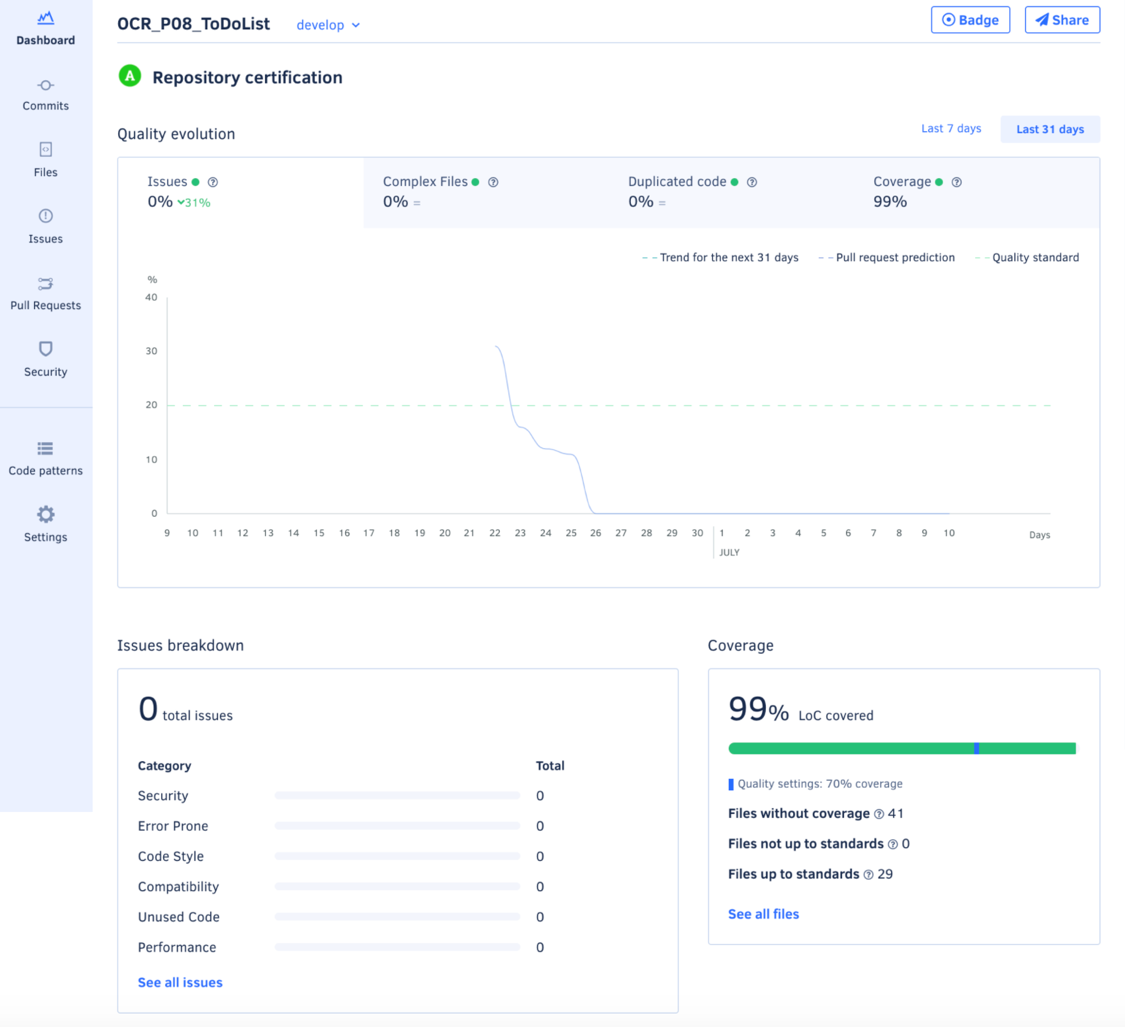 Dashboard
Commits
Files
Issues
Pull Requests
Security
Code patterns
Settings
OCR_P08_ToDoList develop
Badge Share
A Repository certification
Quality evolution Last 7 days Last 31 days
Issues Complex Files Duplicated code Coverage
0% 31% 0% = 0% = 99%
Trend for the next 31 days Pull request prediction Quality standard
%
40
30
20
10
0
9 10 11 12 13 14 15 16 17 18 19 20 21 22 23 24 25 26 27 28 29 30 1 2 3 4 5 6 7 8 9 10 Days
JULY
Issues breakdown
0 total issues
Category Total
Security 0
Error Prone 0
Code Style 0
Compatibility 0
Unused Code 0
Performance 0
See all issues
Coverage
99% LoC covered
Quality settings: 70% coverage
Files without coverage ? 41
Files not up to standards ? 0
Files up to standards ? 29
See all files